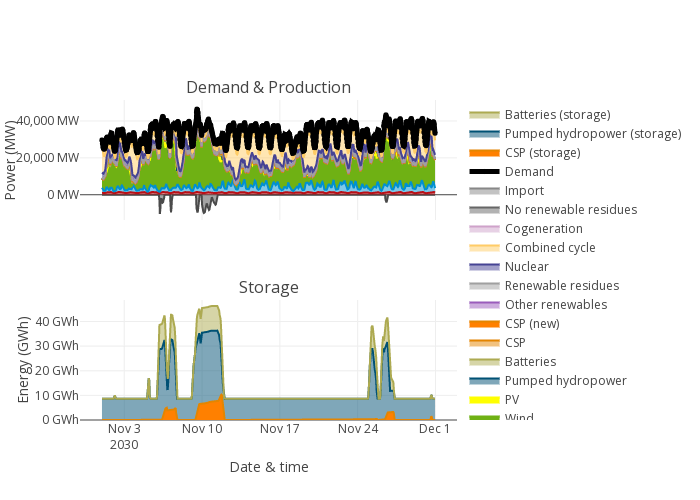 Demand & Production
Power (MW)
40,000 MW
20,000 MW
0 MW
Storage
Energy (GWh)
40 GWh
30 GWh
20 GWh
10 GWh
0 GWh
Nov 3
2030
Nov 10
Nov 17
Nov 24
Dec 1
Date & time
Batteries (storage)
Pumped hydropower (storage)
CSP (storage)
Demand
Import
No renewable residues
Cogeneration
Combined cycle
Nuclear
Renewable residues
Other renewables
CSP (new)
CSP
Batteries
Pumped hydropower
PV
Wind